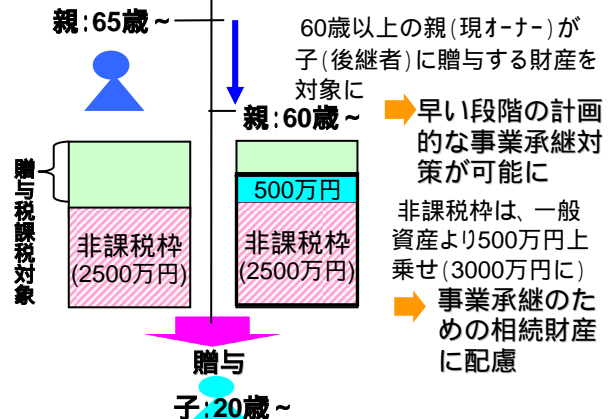 親:65歳~
60歳以上の親(現オーナー)が
子(後継者)に贈与する財産を
対象に
親:60歳~
早い段階の計画
的な事業承継対
策が可能に
贈与税課税対象
500万円
非課税枠
(2500万円)
非課税枠
(2500万円)
非課税枠は、一般
資産より500万円上
乗せ(3000万円に)
事業承継のた
めの相続財産
に配慮
贈与
子:20歳~